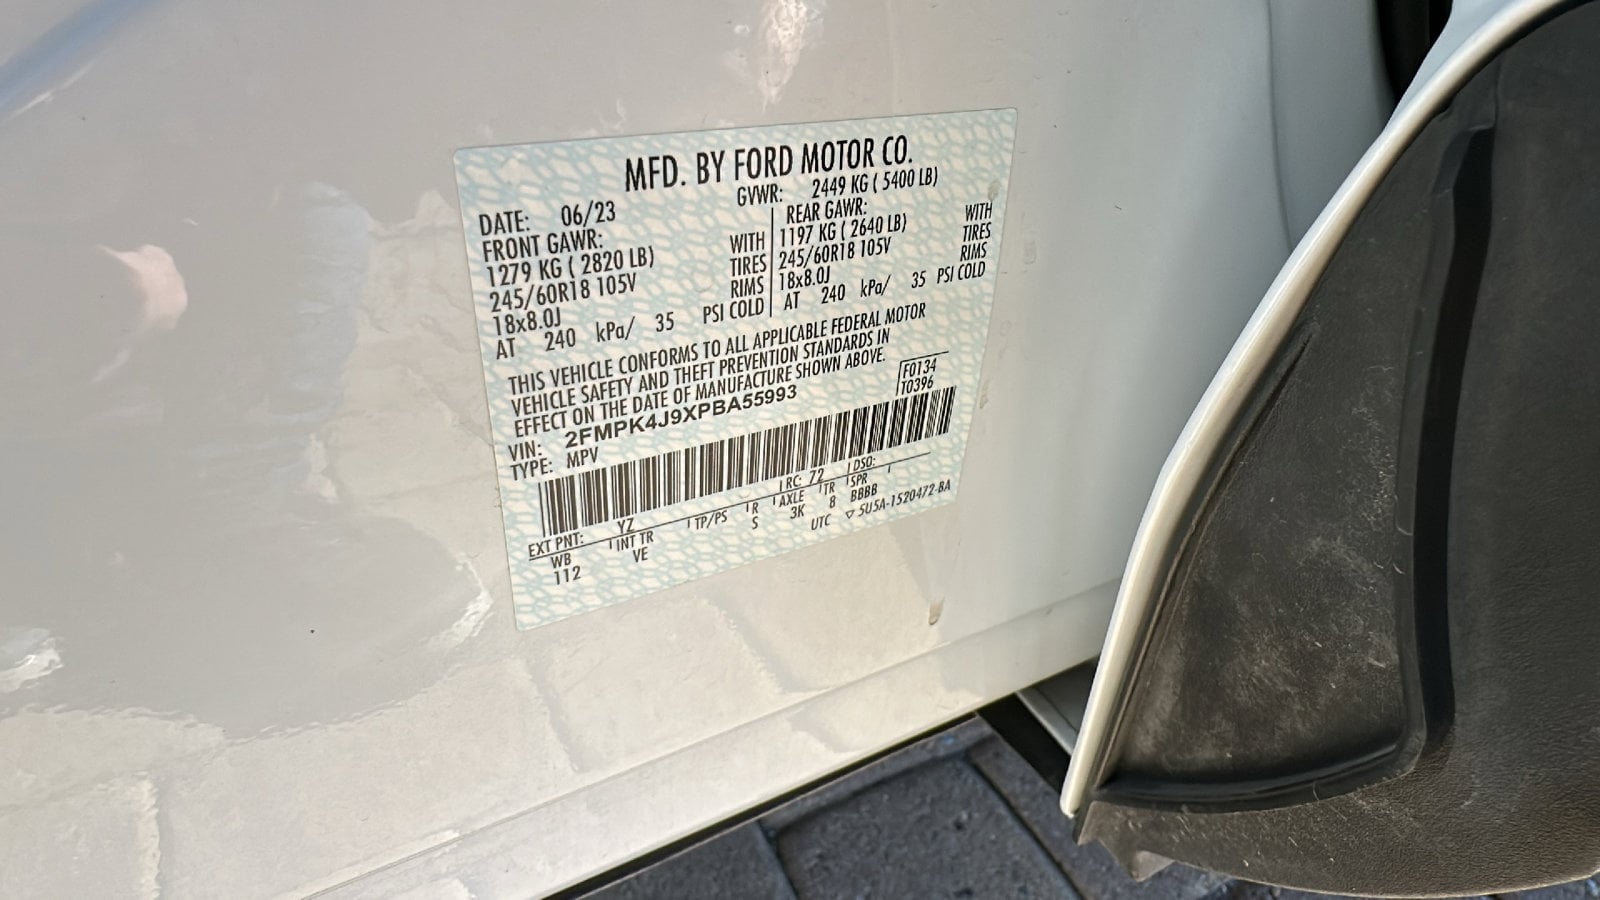 MFD. BY FORD MOTOR CO.
DATE: 06/23 GVWR: 2449 KG ( 5400 LB)
FRONT GAWR: REAR GAWR:
1279 KG ( 2820 LB) WITH 1197 KG ( 2640 LB) WITH
245/60R18 105V TIRES 245/60R18 105V TIRES
18x8.0J RIMS 18x8.0J RIMS
AT 240 kPa/ 35 PSI COLD AT 240 kPa/ 35 PSI COLD
THIS VEHICLE CONFORMS TO ALL APPLICABLE FEDERAL MOTOR
VEHICLE SAFETY AND THEFT PREVENTION STANDARDS IN
EFFECT ON THE DATE OF MANUFACTURE SHOWN ABOVE.
F0134
T0396
VIN: 2FMPK4J9XPBA55993
TYPE: MPV
EXT PNT: YZ RC: 72 DSO:
WB INT TR TP/PS R AXLE TR SPR
112 VE S 3K 8 BBBB
UTC ▽ 5U5A-1520472-BA